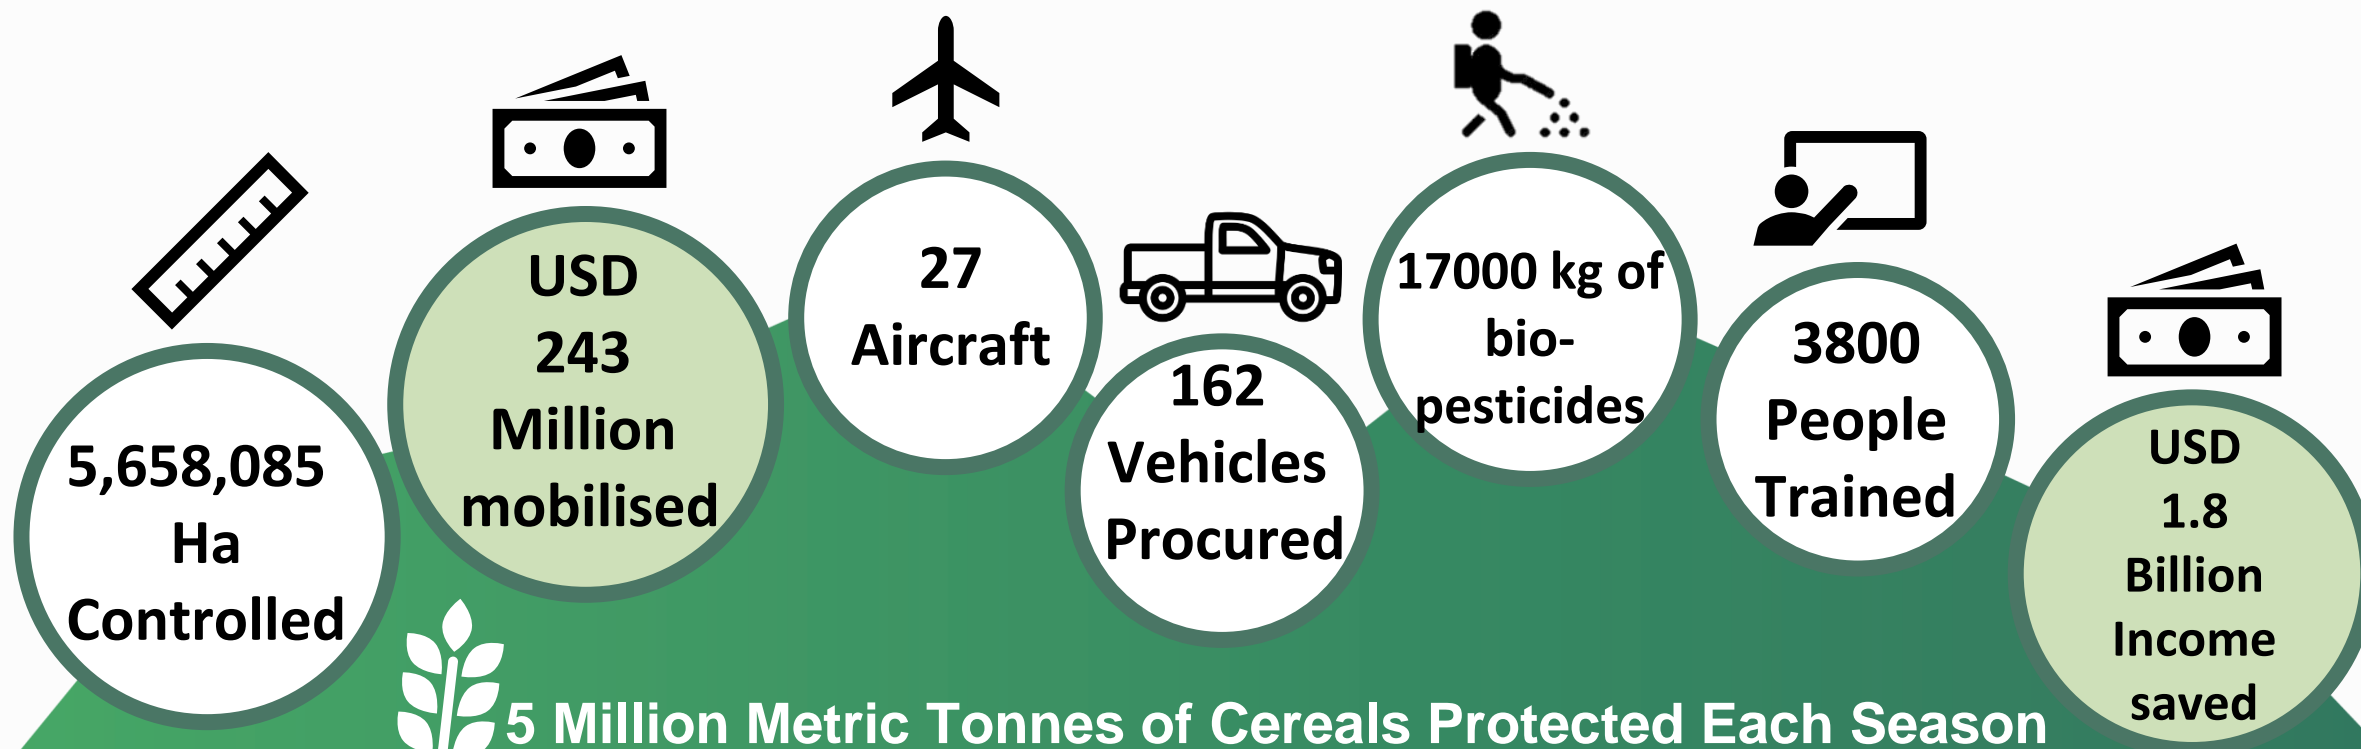 5,658,085
Ha
Controlled
USD
243
Million
mobilised
27
Aircraft
162
Vehicles
Procured
17000 kg of
bio-
pesticides
3800
People
Trained
USD
1.8
Billion
Income
saved
5 Million Metric Tonnes of Cereals Protected Each Season